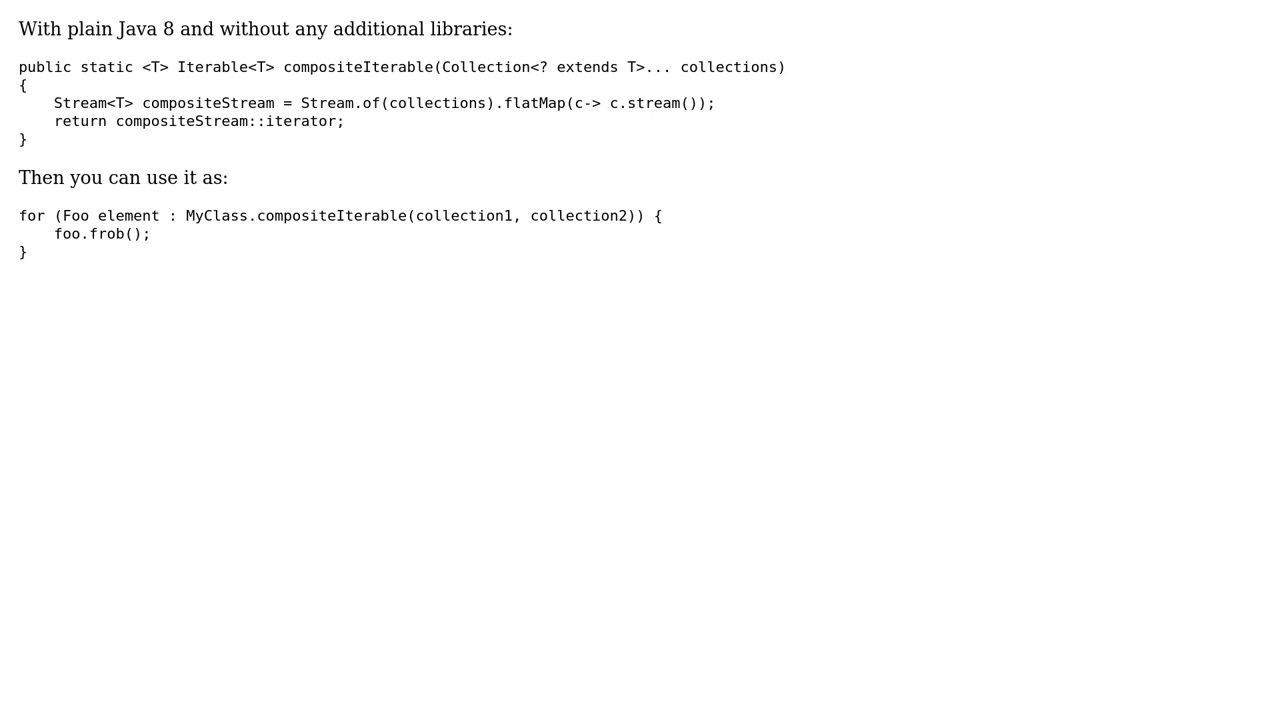 With plain Java 8 and without any additional libraries:
public static <T> Iterable<T> compositeIterable(Collection<? extends T>... collections)
{
    Stream<T> compositeStream = Stream.of(collections).flatMap(c-> c.stream());
    return compositeStream::iterator;
}
Then you can use it as:
for (Foo element : MyClass.compositeIterable(collection1, collection2)) {
    foo.frob();
}